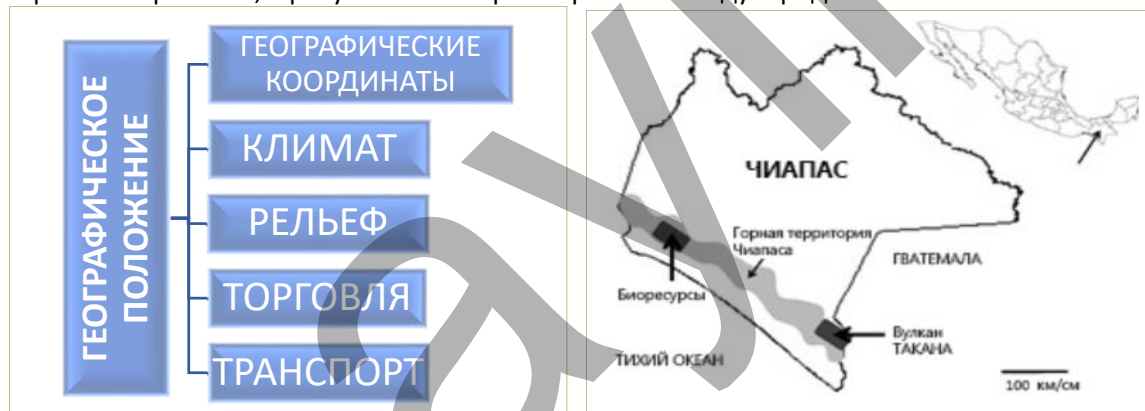 ГЕОГРАФИЧЕСКОЕ
ПОЛОЖЕНИЕ
ГЕОГРАФИЧЕСКИЕ
КООРДИНАТЫ
КЛИМАТ
РЕЛЬЕФ
ТОРГОВЛЯ
ТРАНСПОРТ
ЧИАПАС
Горная территория
Чиапаса
ГВАТЕМАЛА
Биоресурсы
Вулкан
ТАКАНА
ТИХИЙ ОКЕАН
100 км/см